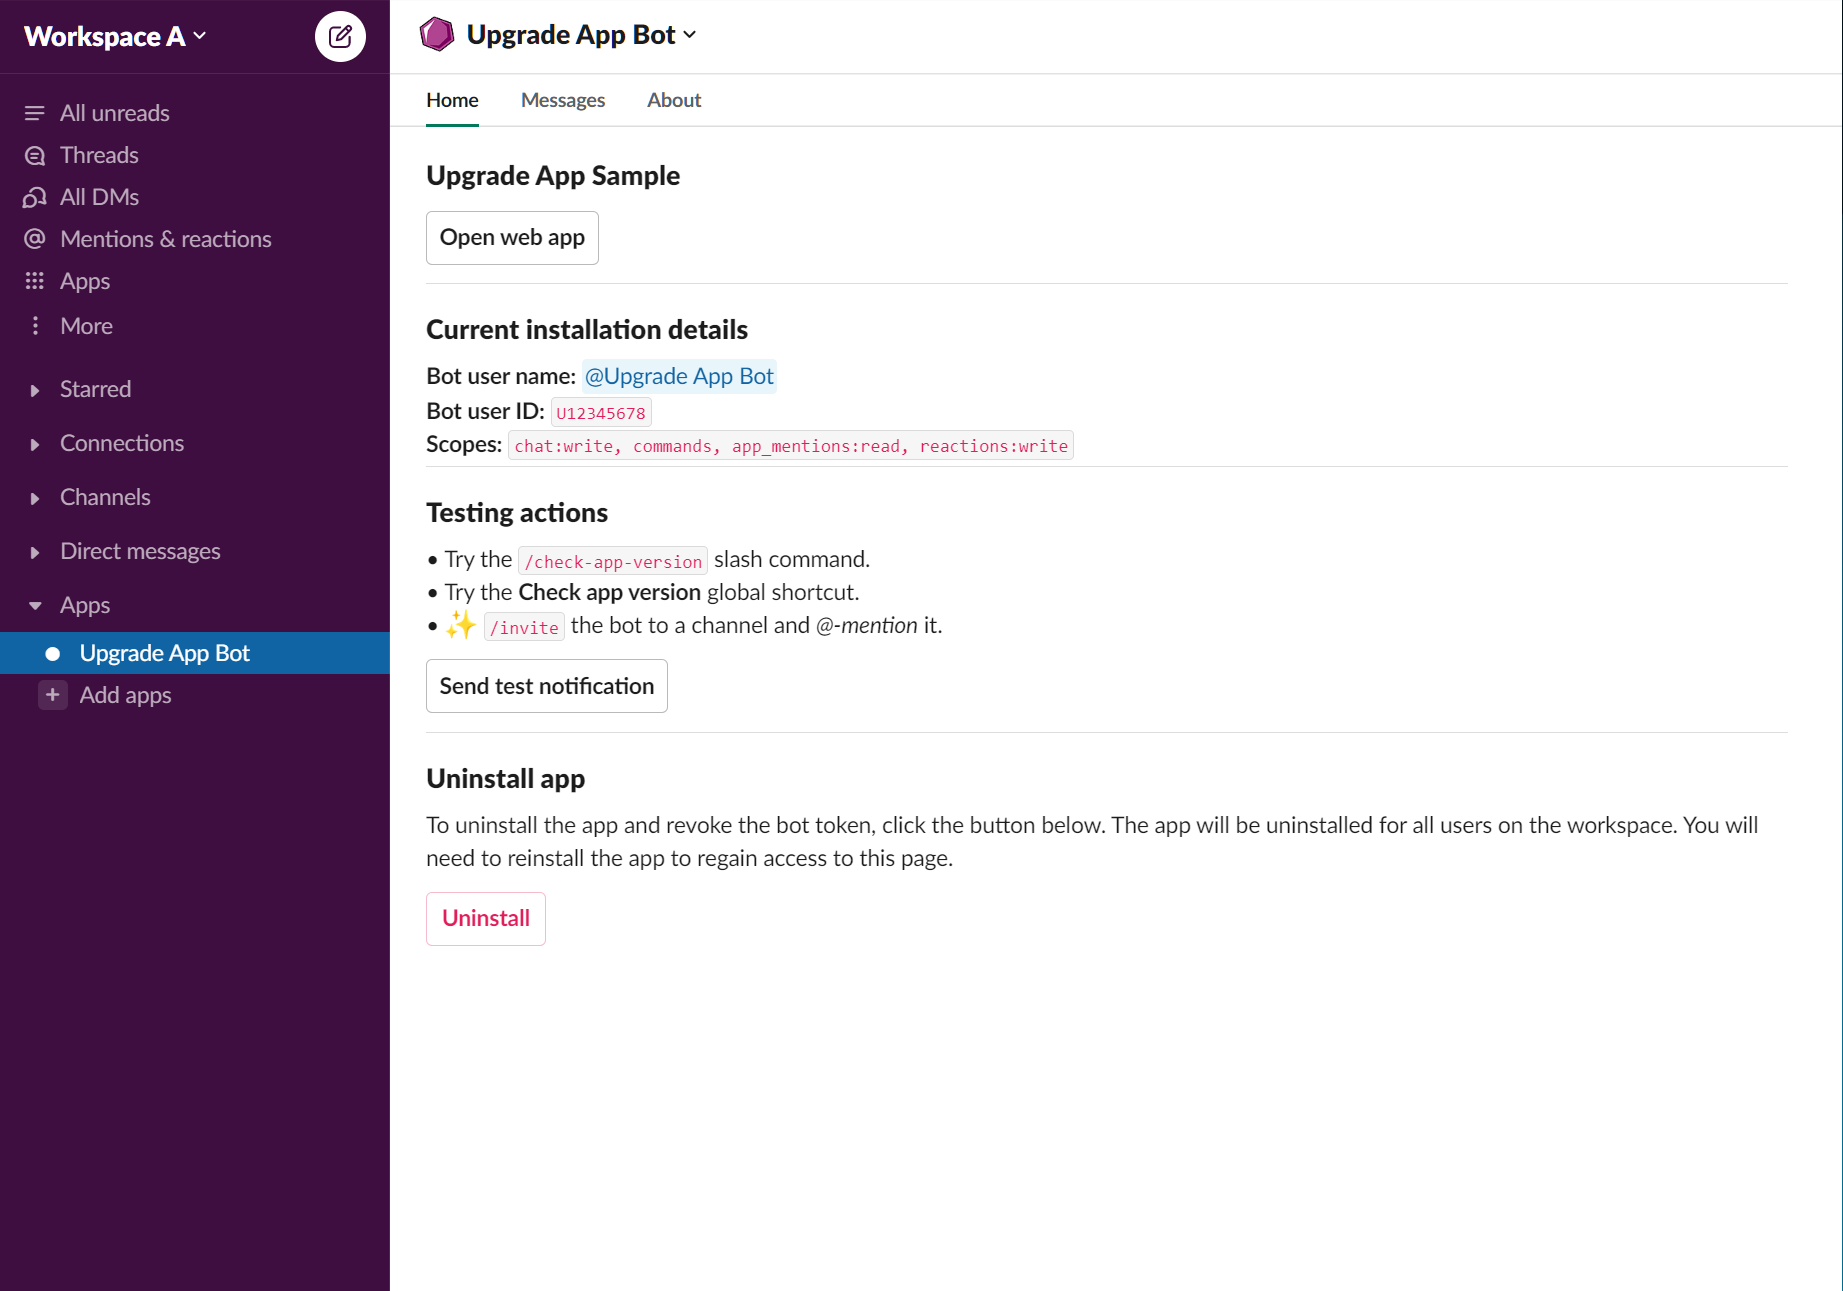 Workspace A
All unreads
Threads
All DMs
Mentions & reactions
Apps
More
Starred
Connections
Channels
Direct messages
Apps
Upgrade App Bot
+ Add apps
Upgrade App Bot
Home Messages About
Upgrade App Sample
Open web app
Current installation details
Bot user name: @Upgrade App Bot
Bot user ID: U12345678
Scopes: chat:write, commands, app_mentions:read, reactions:write
Testing actions
• Try the /check-app-version slash command.
• Try the Check app version global shortcut.
• ✨ /invite the bot to a channel and @-mention it.
Send test notification
Uninstall app
To uninstall the app and revoke the bot token, click the button below. The app will be uninstalled for all users on the workspace. You will
need to reinstall the app to regain access to this page.
Uninstall